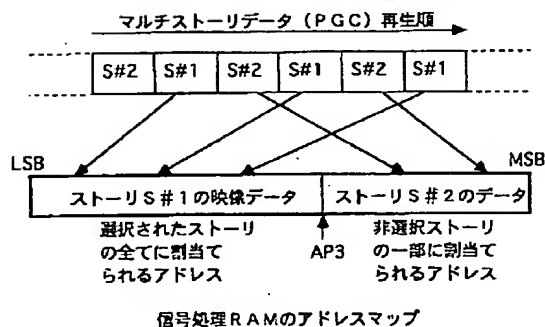 マルチストーリデータ（PGC）再生順
S#2 S#1 S#2 S#1 S#2 S#1
LSB MSB
ストーリS#1の映像データ ストーリS#2のデータ
選択されたストーリ
の全てに割当て
られるアドレス
AP3
非選択ストーリ
の一部に割当て
られるアドレス
信号処理RAMのアドレスマップ